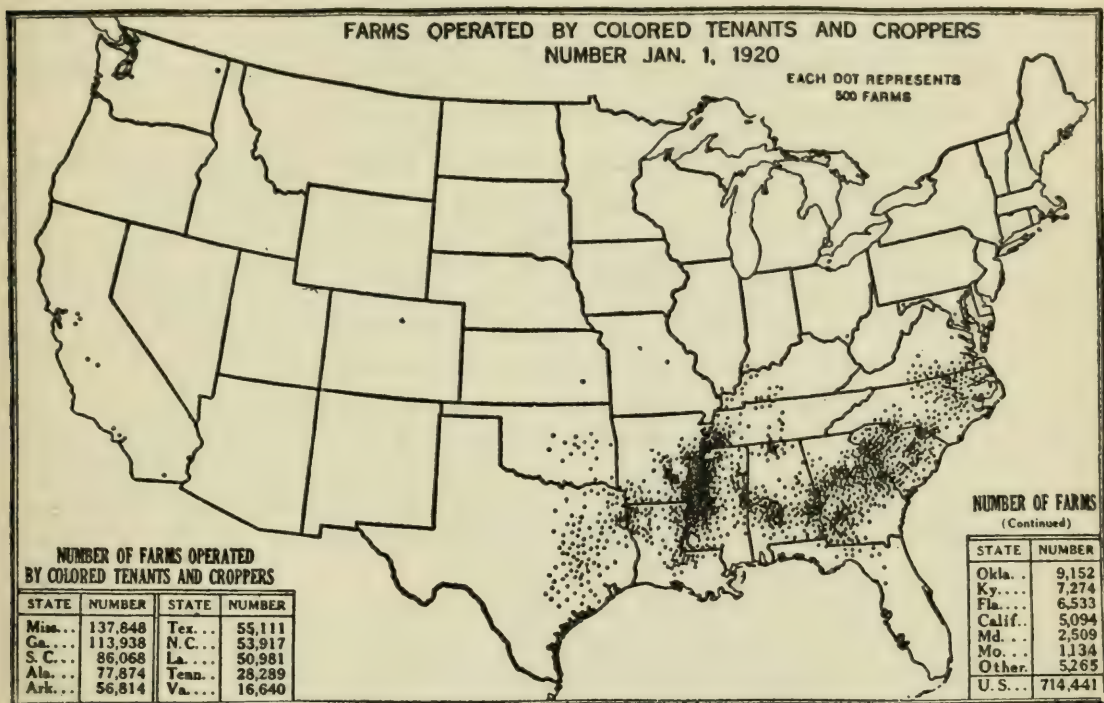 FARMS OPERATED BY COLORED TENANTS AND CROPPERS
NUMBER JAN. 1, 1920
EACH DOT REPRESENTS
500 FARMS
NUMBER OF FARMS OPERATED
BY COLORED TENANTS AND CROPPERS
STATE NUMBER STATE NUMBER
Miss... 137,848 Tex... 55,111
Ga.... 113,938 N.C... 53,917
S. C... 86,068 La.... 50,981
Ala... 77,874 Tenn.. 28,289
Ark... 56,814 Va.... 16,640
NUMBER OF FARMS
(Continued)
STATE NUMBER
Okla... 9,152
Ky.... 7,274
Fla.... 6,533
Calif.. 5,094
Md.... 2,509
Mo.... 1,134
Other. 5,265
U. S... 714,441